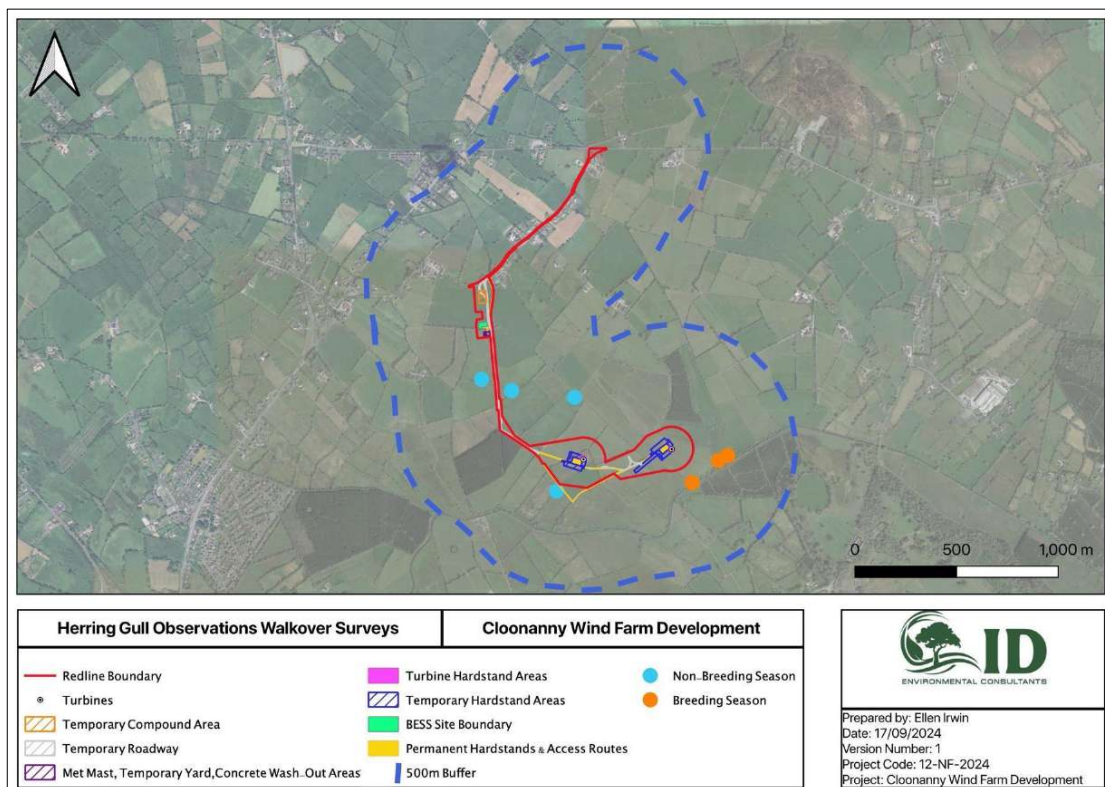 0 500 1,000 m
Herring Gull Observations Walkover Surveys
Cloonanny Wind Farm Development
Redline Boundary
Turbines
Temporary Compound Area
Temporary Roadway
Met Mast, Temporary Yard,Concrete Wash-Out Areas
Turbine Hardstand Areas
Temporary Hardstand Areas
BESS Site Boundary
Permanent Hardstands & Access Routes
500m Buffer
Non-Breeding Season
Breeding Season
ID
ENVIRONMENTAL CONSULTANTS
Prepared by: Ellen Irwin
Date: 17/09/2024
Version Number: 1
Project Code: 12-NF-2024
Project: Cloonanny Wind Farm Development